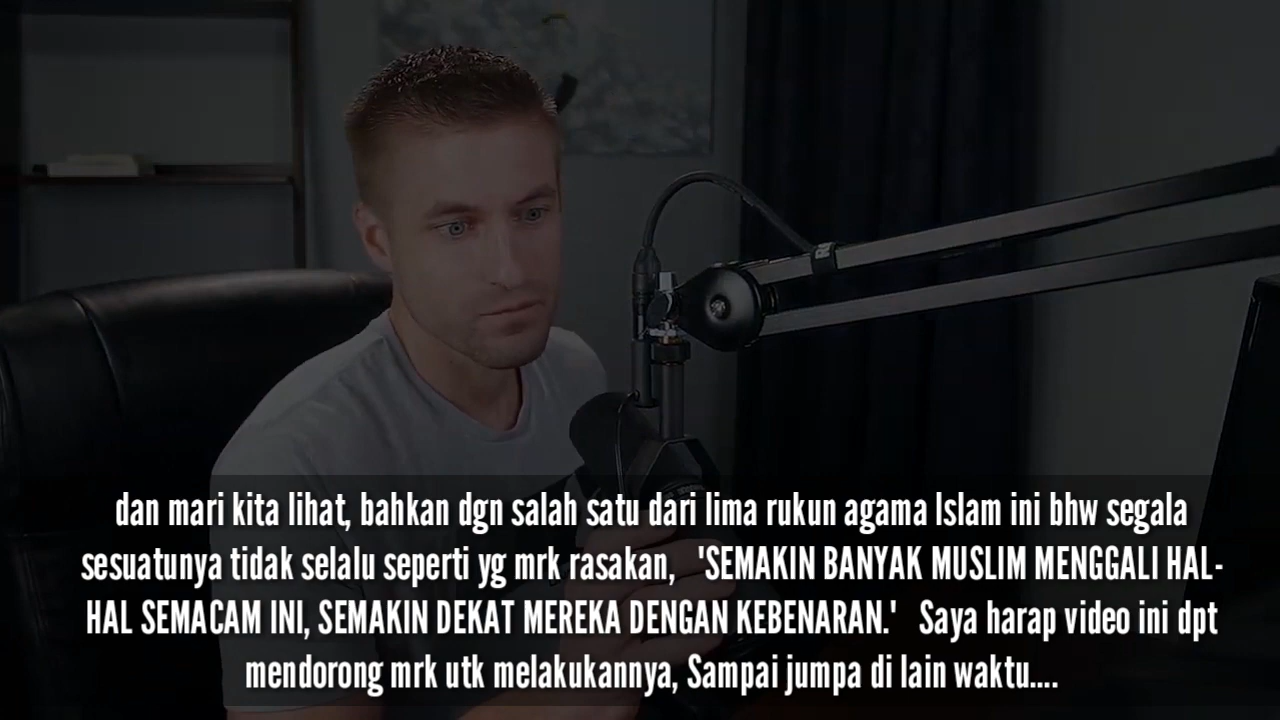 dan mari kita lihat, bahkan dgn salah satu dari lima rukun agama Islam ini bhw segala
sesuatunya tidak selalu seperti yg mrk rasakan, 'SEMAKIN BANYAK MUSLIM MENGGALI HAL-
HAL SEMACAM INI, SEMAKIN DEKAT MEREKA DENGAN KEBENARAN.' Saya harap video ini dpt
mendorong mrk utk melakukannya, Sampai jumpa di lain waktu....